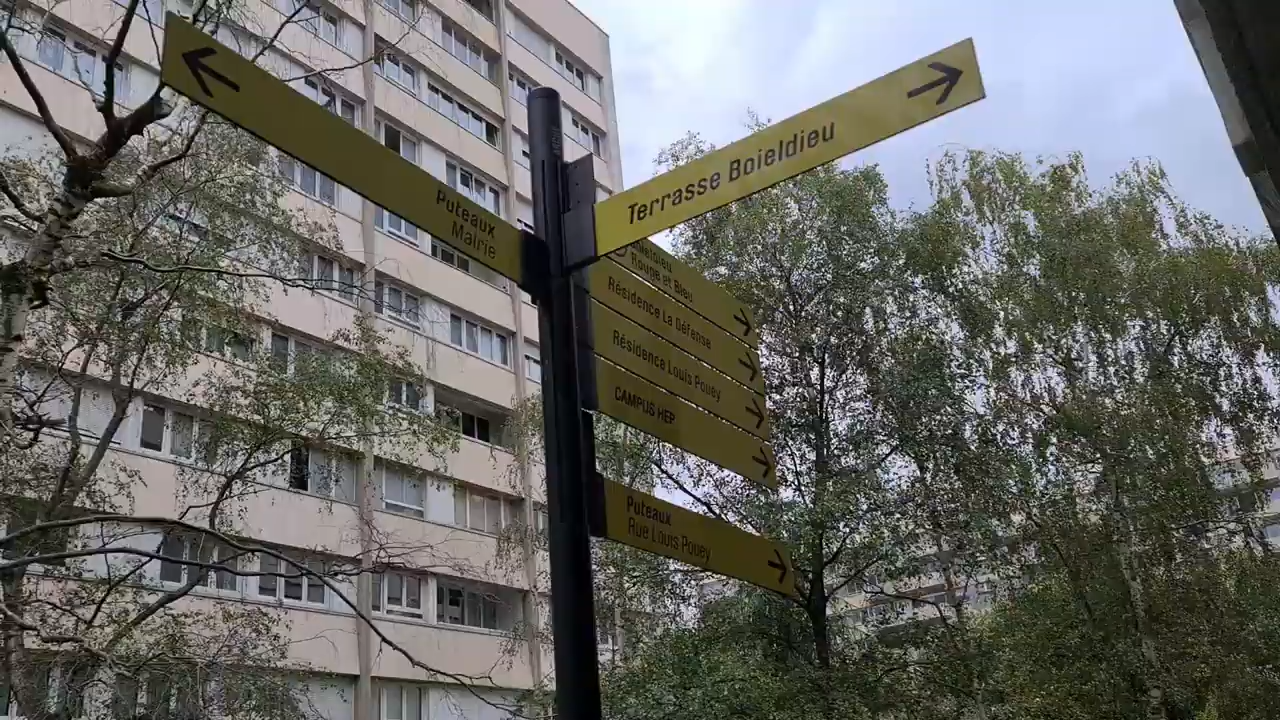 Puteaux
Mairie
Terrasse Boieldieu
Boieldieu
Rouge et Bleu
Résidence La Défense
Résidence Louis Pouey
CAMPUS HEP
Puteaux
Rue Louis Pouey